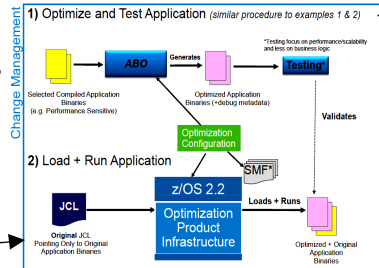 Change Management
1) Optimize and Test Application (similar procedure to examples 1 & 2)
*Testing focus on performance/scalability
and less on business logic
ABO
Generates
Testing*
Selected Compiled Application
Binaries
(e.g. Performance Sensitive)
Optimized Application
Binaries (+debug metadata)
Validates
Optimization
Configuration
2) Load + Run Application
SMF*
z/OS 2.2
JCL
Optimization
Product
Infrastructure
Loads + Runs
Original JCL
Pointing Only to Original
Application Binaries
Optimized + Original
Application
Binaries